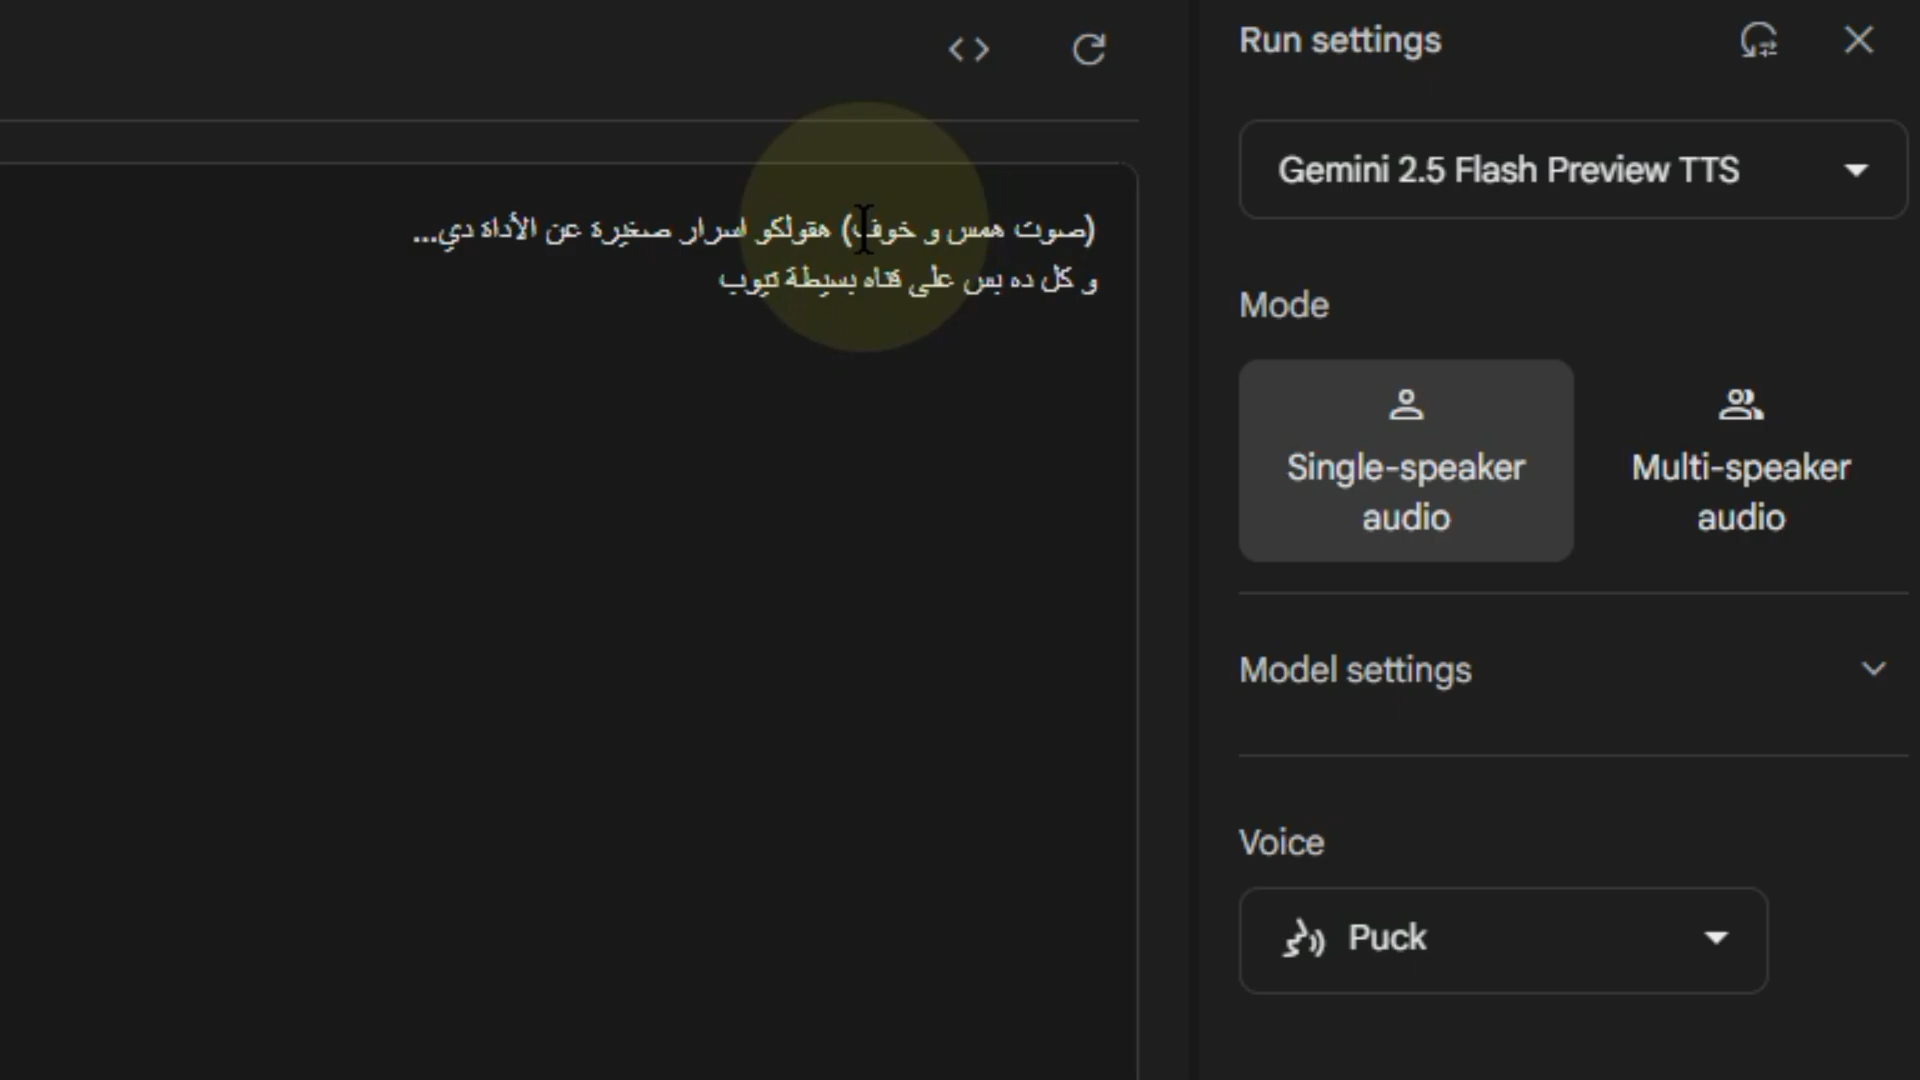 (صوت همس و خوف) هقولكو اسرار صغيرة عن الأداة دي...
و كل ده بس على قناه بسيطة تيوب
Run settings
Gemini 2.5 Flash Preview TTS
Mode
Single-speaker audio
Multi-speaker audio
Model settings
Voice
Puck